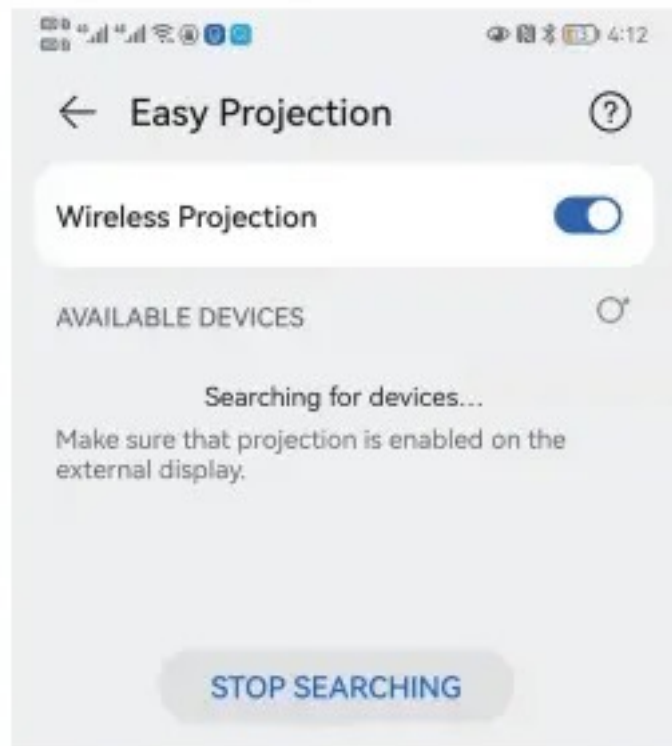 4:12
Easy Projection
Wireless Projection
AVAILABLE DEVICES
Searching for devices...
Make sure that projection is enabled on the
external display.
STOP SEARCHING